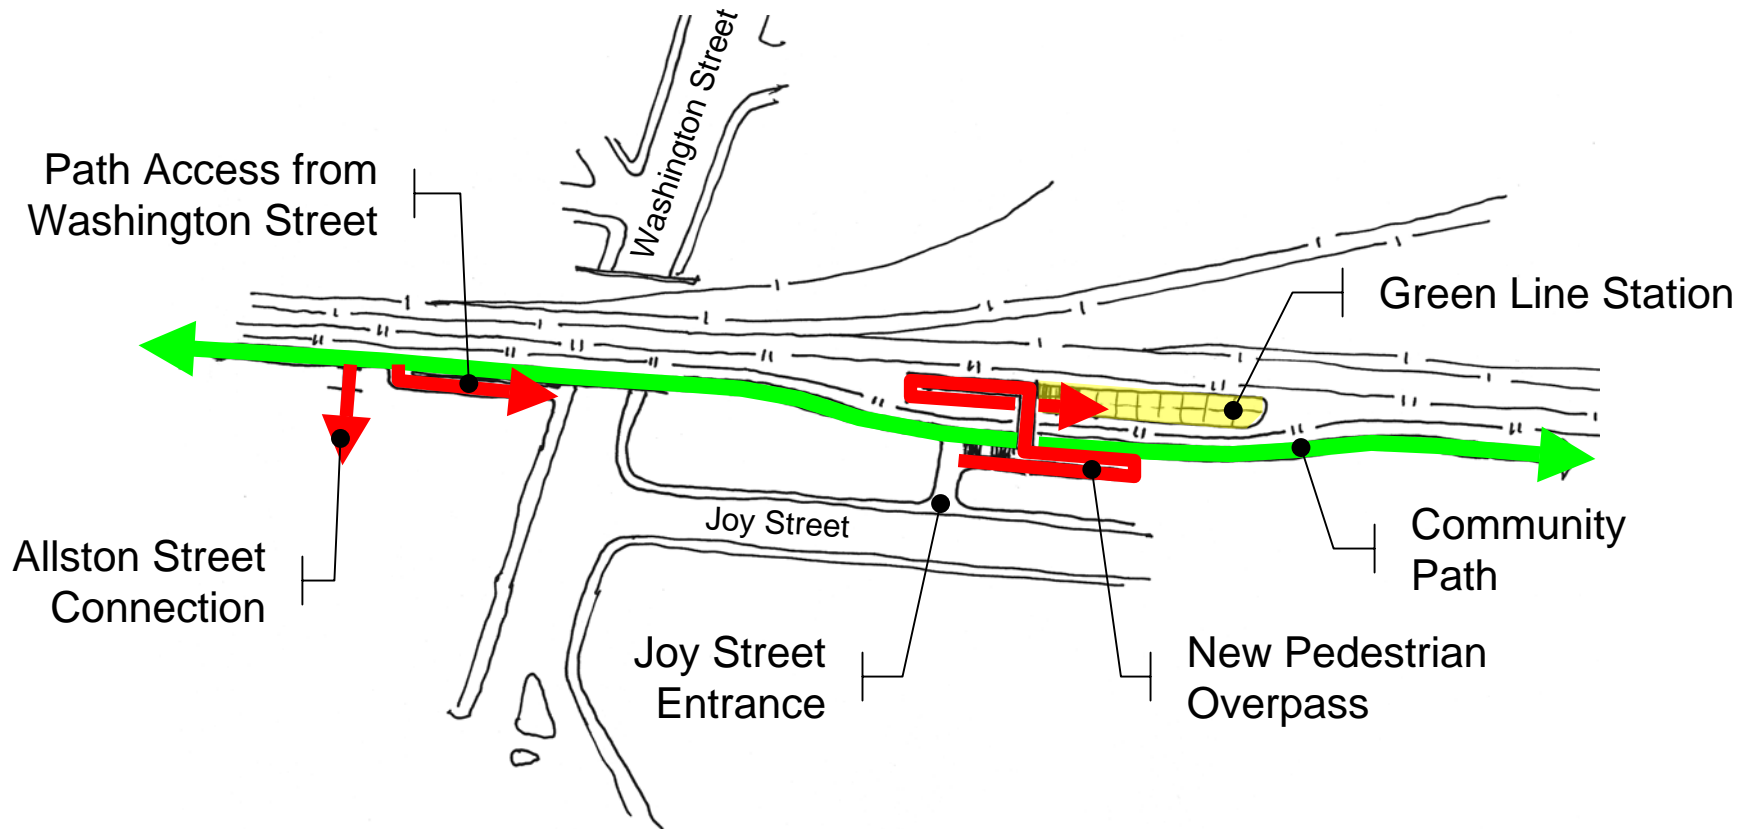 Washington Street
Path Access from
Washington Street
Green Line Station
Joy Street
Community
Path
Allston Street
Connection
Joy Street
Entrance
New Pedestrian
Overpass